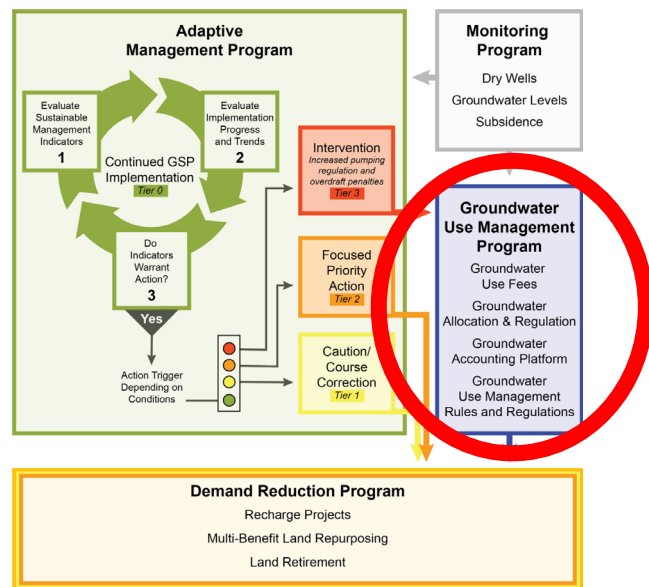 Adaptive
Management Program
Evaluate
Sustainable
Management
Indicators
1
Evaluate
Implementation
Progress
and Trends
2
Continued GSP
Implementation
Tier 0
Do
Indicators
Warrant
Action?
3
Yes
Action Trigger
Depending on
Conditions
Intervention
Increased pumping
regulation and
overdraft penalties
Tier 3
Focused
Priority
Action
Tier 2
Caution/
Course
Correction
Tier 1
Monitoring
Program
Dry Wells
Groundwater Levels
Subsidence
Groundwater
Use Management
Program
Groundwater
Use Fees
Groundwater
Allocation & Regulation
Groundwater
Accounting Platform
Groundwater
Use Management
Rules and Regulations
Demand Reduction Program
Recharge Projects
Multi-Benefit Land Repurposing
Land Retirement